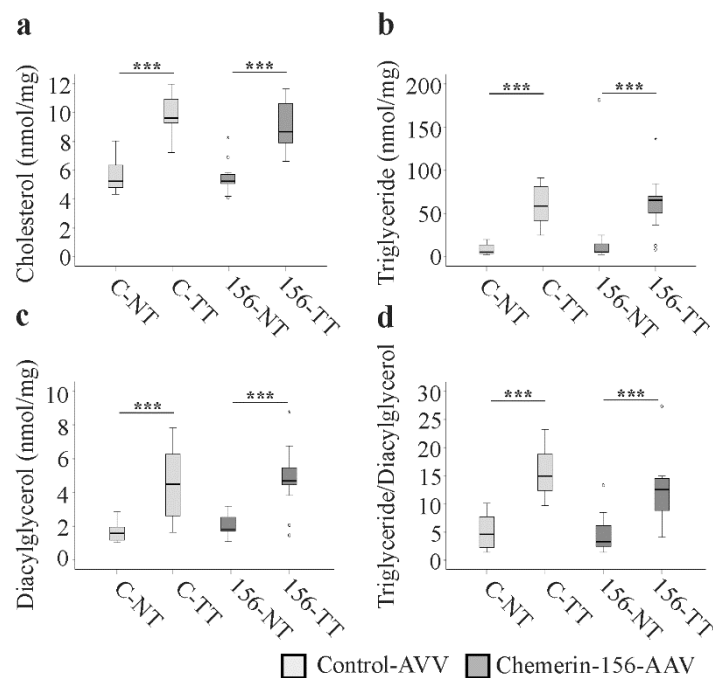 a
Cholesterol (nmol/mg)
12
10
8
6
4
2
0
***
***
C-NT
C-TT
156-NT
156-TT
b
Triglyceride (nmol/mg)
200
150
100
50
0
***
***
C-NT
C-TT
156-NT
156-TT
c
Diacylglycerol (nmol/mg)
10
8
6
4
2
0
***
***
C-NT
C-TT
156-NT
156-TT
d
Triglyceride/Diacylglycerol
30
25
20
15
10
5
0
***
***
C-NT
C-TT
156-NT
156-TT
Control-AVV Chemerin-156-AAV